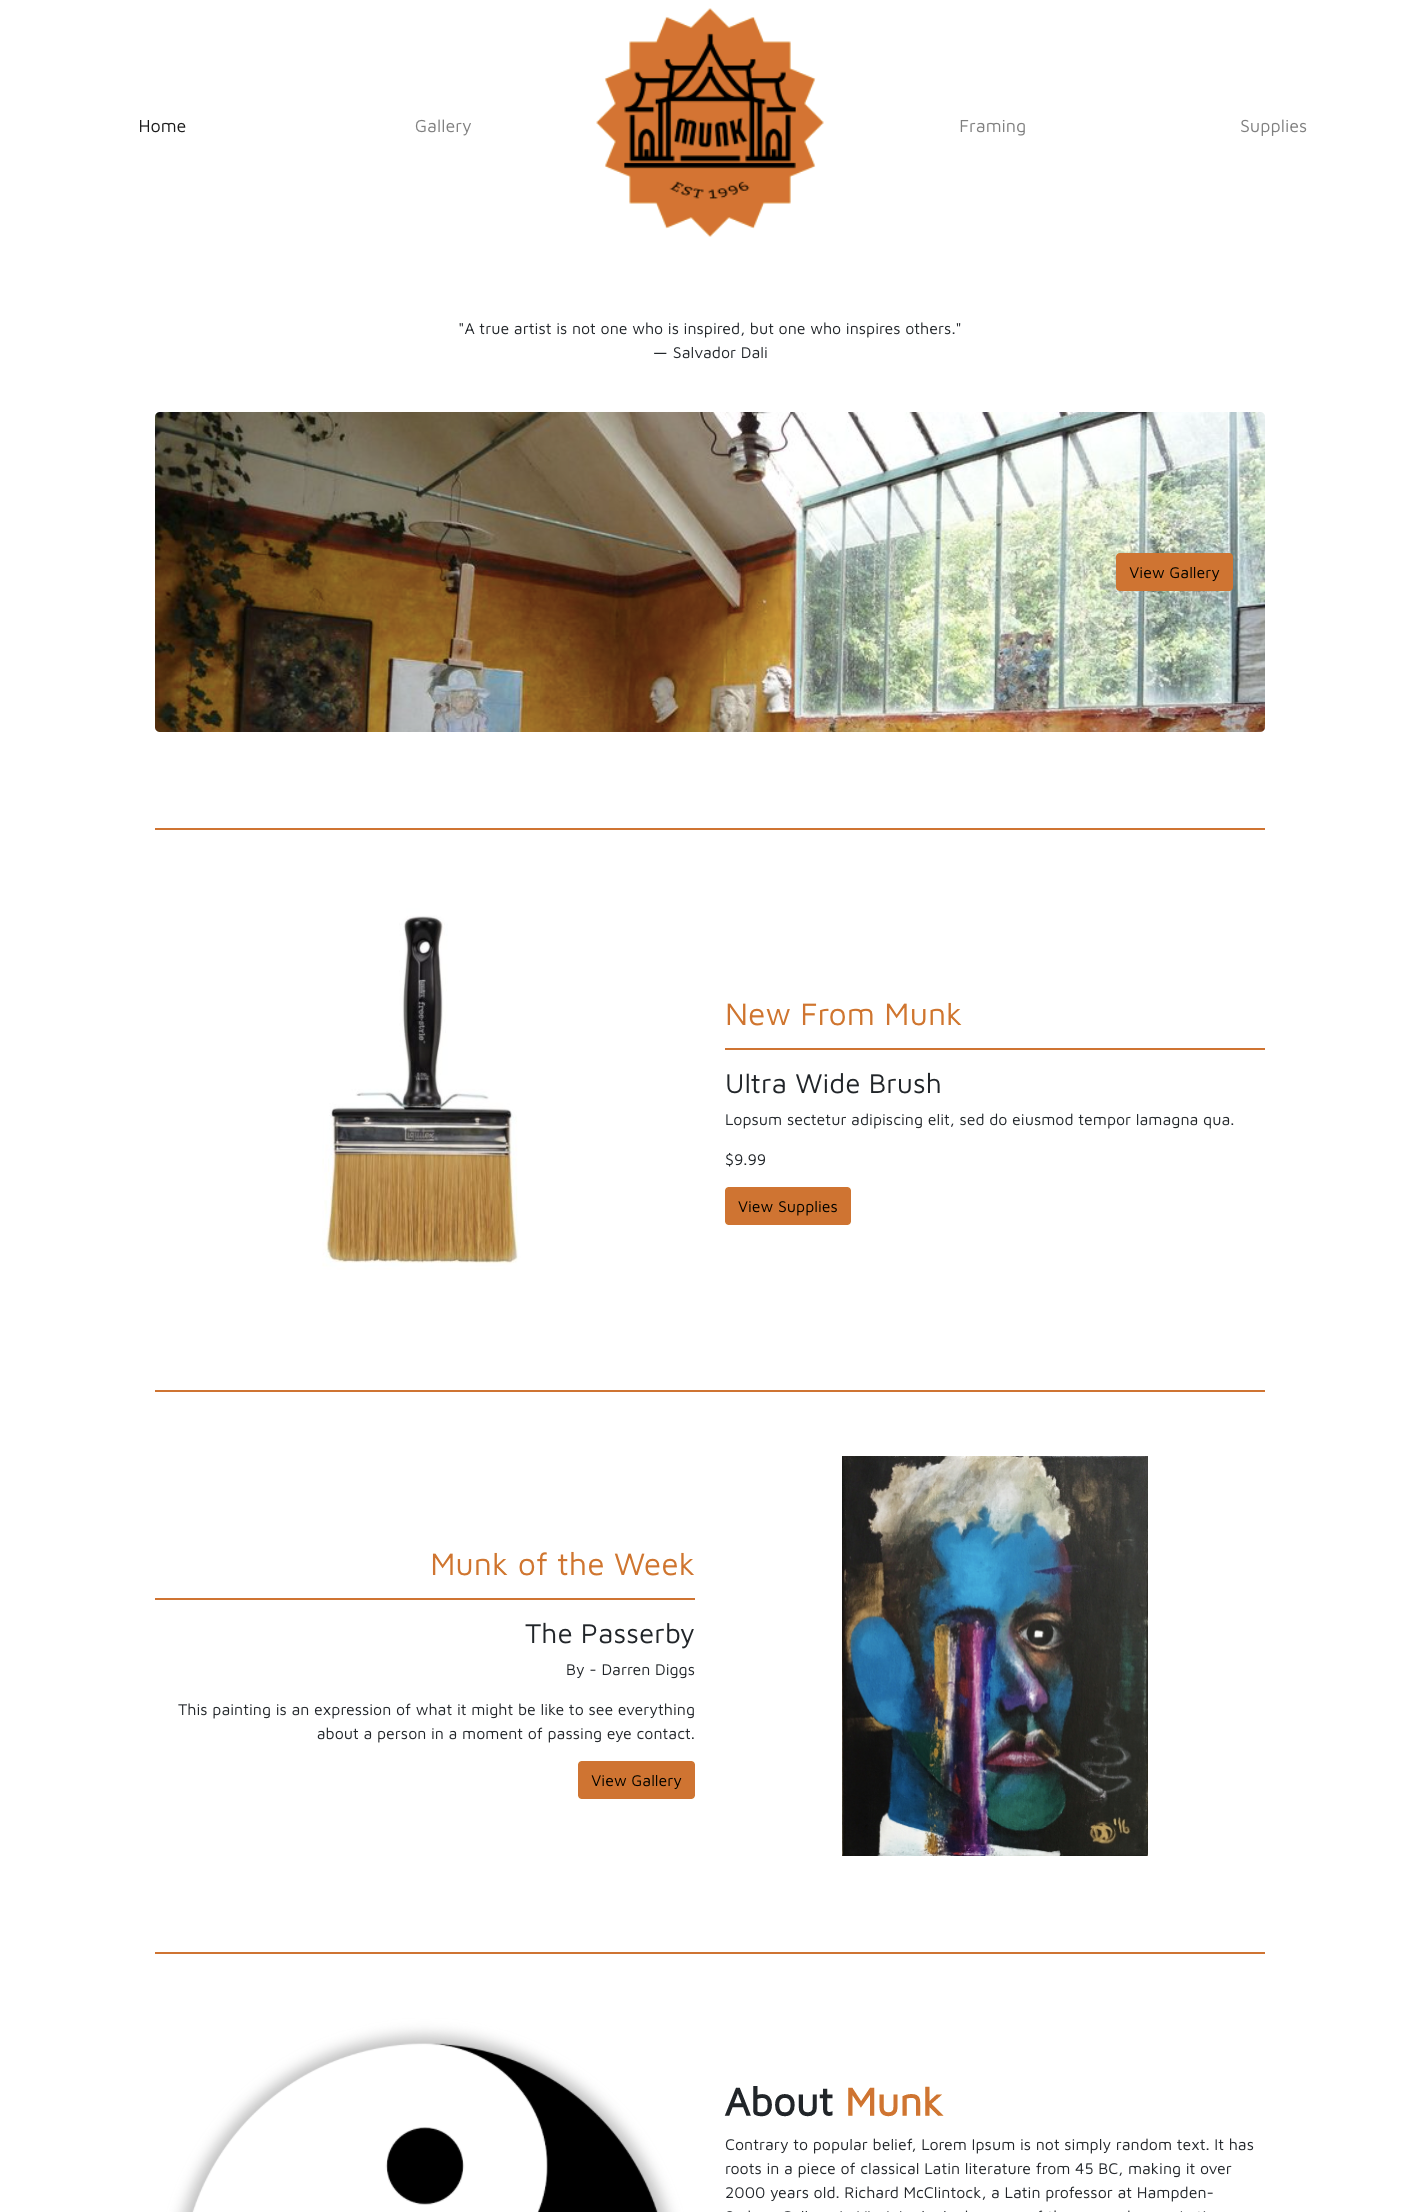 Home
Gallery
MUNK
EST 1996
Framing
Supplies
"A true artist is not one who is inspired, but one who inspires others."
— Salvador Dali
View Gallery
New From Munk
Ultra Wide Brush
Lopsum sectetur adipiscing elit, sed do eiusmod tempor lamagna qua.
$9.99
View Supplies
Munk of the Week
The Passerby
By - Darren Diggs
This painting is an expression of what it might be like to see everything
about a person in a moment of passing eye contact.
View Gallery
'16
About Munk
Contrary to popular belief, Lorem Ipsum is not simply random text. It has
roots in a piece of classical Latin literature from 45 BC, making it over
2000 years old. Richard McClintock, a Latin professor at Hampden-